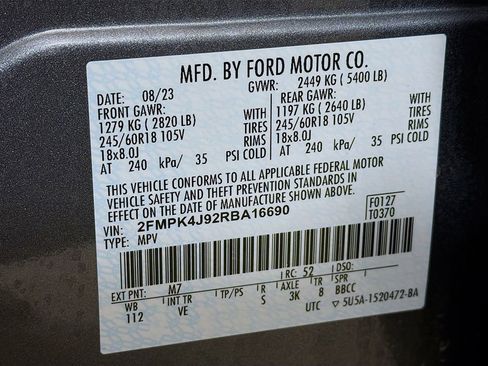 MFD. BY FORD MOTOR CO.
DATE: 08/23 GVWR: 2449 KG ( 5400 LB)
FRONT GAWR: REAR GAWR:
1279 KG ( 2820 LB) WITH 1197 KG ( 2640 LB) WITH
245/60R18 105V TIRES 245/60R18 105V TIRES
18x8.0J RIMS 18x8.0J RIMS
AT 240 kPa/ 35 PSI COLD AT 240 kPa/ 35 PSI COLD
THIS VEHICLE CONFORMS TO ALL APPLICABLE FEDERAL MOTOR
VEHICLE SAFETY AND THEFT PREVENTION STANDARDS IN
EFFECT ON THE DATE OF MANUFACTURE SHOWN ABOVE.
VIN: 2FMPK4J92RBA16690 F0127
TYPE: MPV T0370
EXT PNT: M7 RC: 52 DSO:
WB INT TR TP/PS R AXLE TR SPR
112 VE S 3K 8 BBCC
UTC ▽ 5U5A-1520472-BA